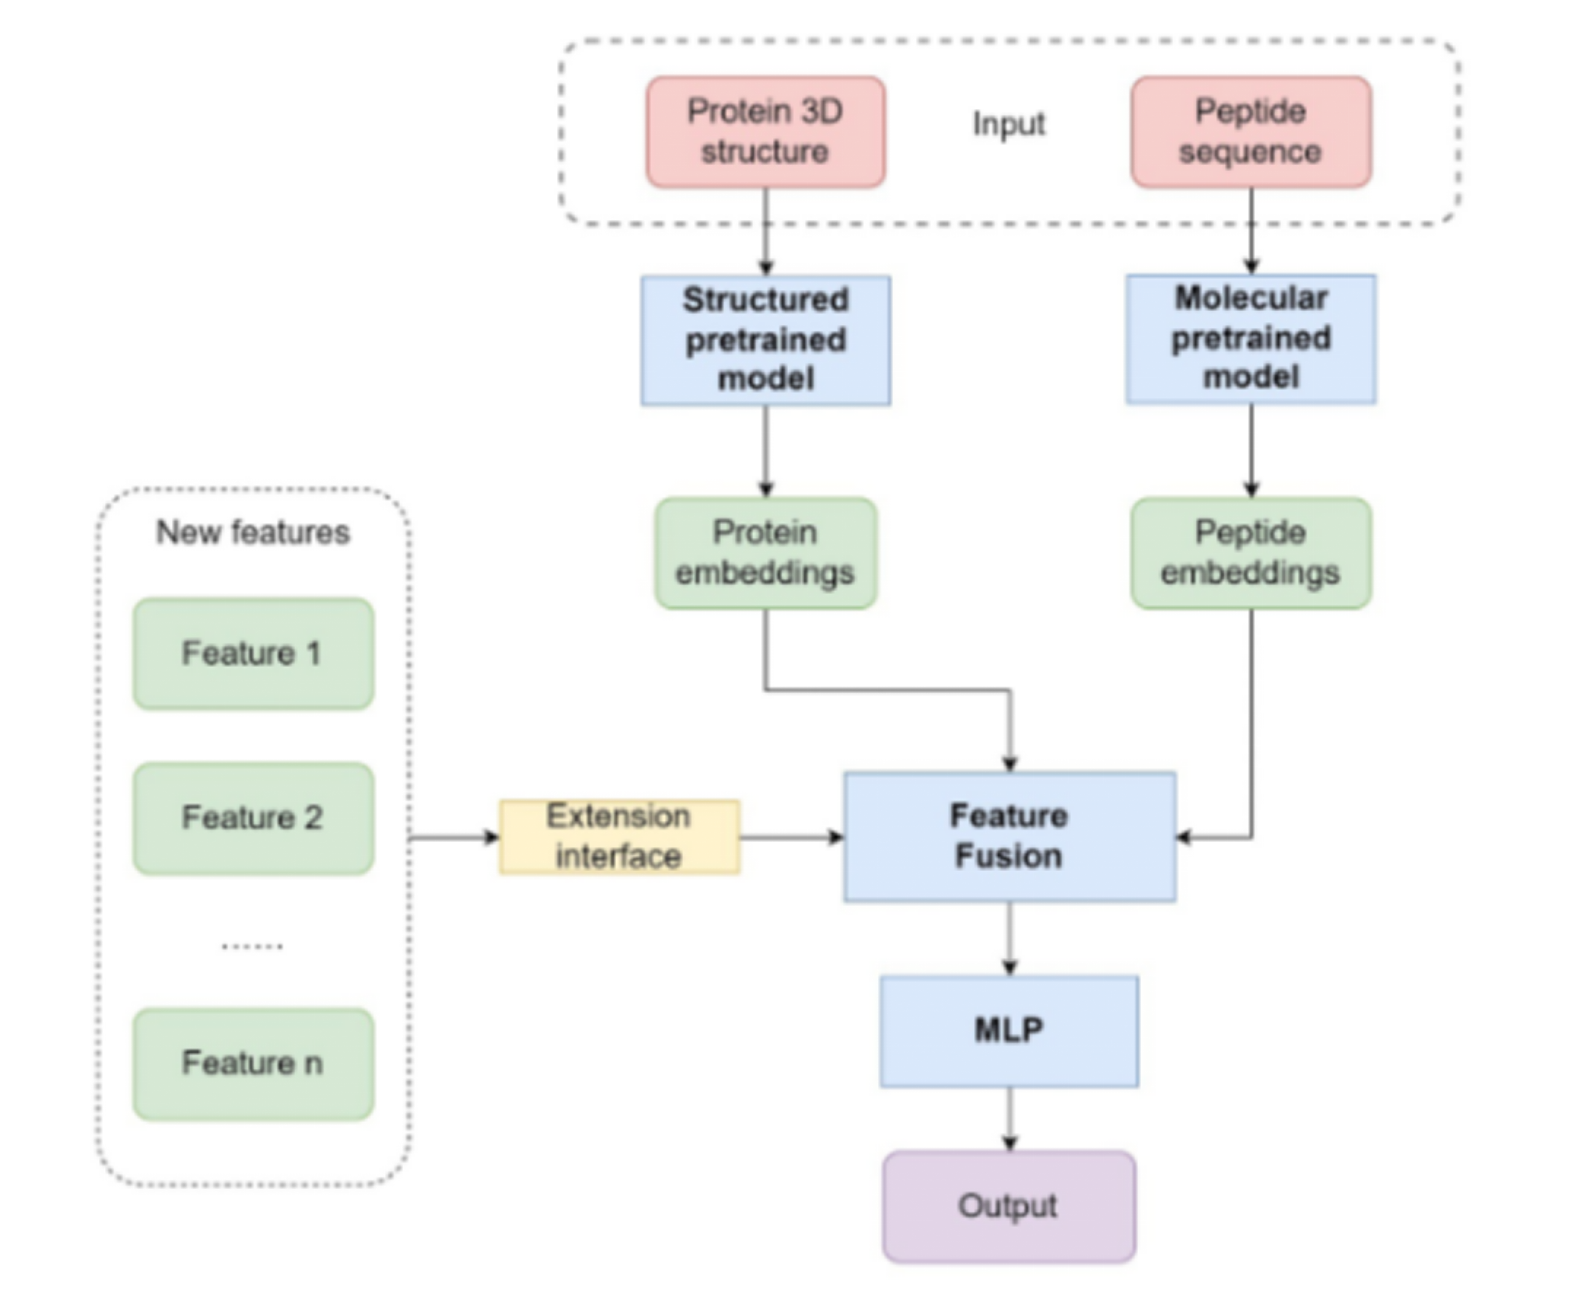 Protein 3D
structure
Input
Peptide
sequence
Structured
pretrained
model
Molecular
pretrained
model
New features
Protein
embeddings
Peptide
embeddings
Feature 1
Feature 2
......
Feature n
Extension
interface
Feature
Fusion
MLP
Output